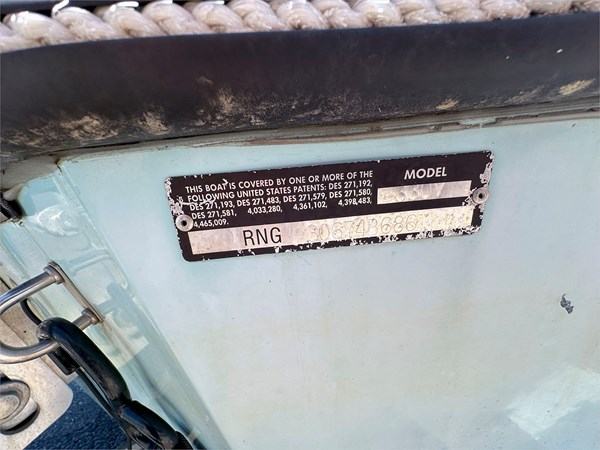 THIS BOAT IS COVERED BY ONE OR MORE OF THE
FOLLOWING UNITED STATES PATENTS: DES 271,192,
DES 271,193, DES 271,483, DES 271,579, DES 271,580,
DES 271,581, 4,033,280, 4,361,102, 4,398,483,
4,465,009.
MODEL
RNG